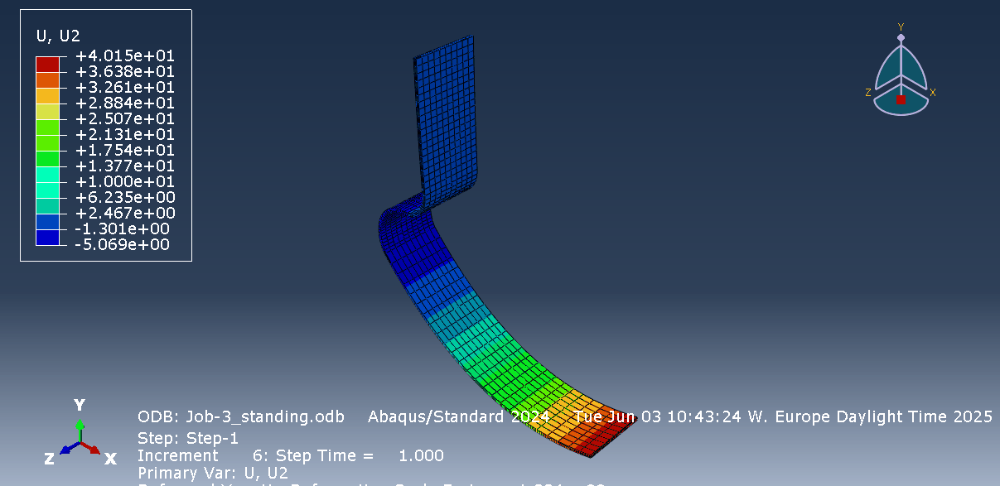 U, U2
+4.015e+01
+3.638e+01
+3.261e+01
+2.884e+01
+2.507e+01
+2.131e+01
+1.754e+01
+1.377e+01
+1.000e+01
+6.235e+00
+2.467e+00
-1.301e+00
-5.069e+00
Y
Z X
Y
Z X
ODB: Job-3_standing.odb Abaqus/Standard 2024 Tue Jun 03 10:43:24 W. Europe Daylight Time 2025
Step: Step-1
Increment 6: Step Time = 1.000
Primary Var: U, U2